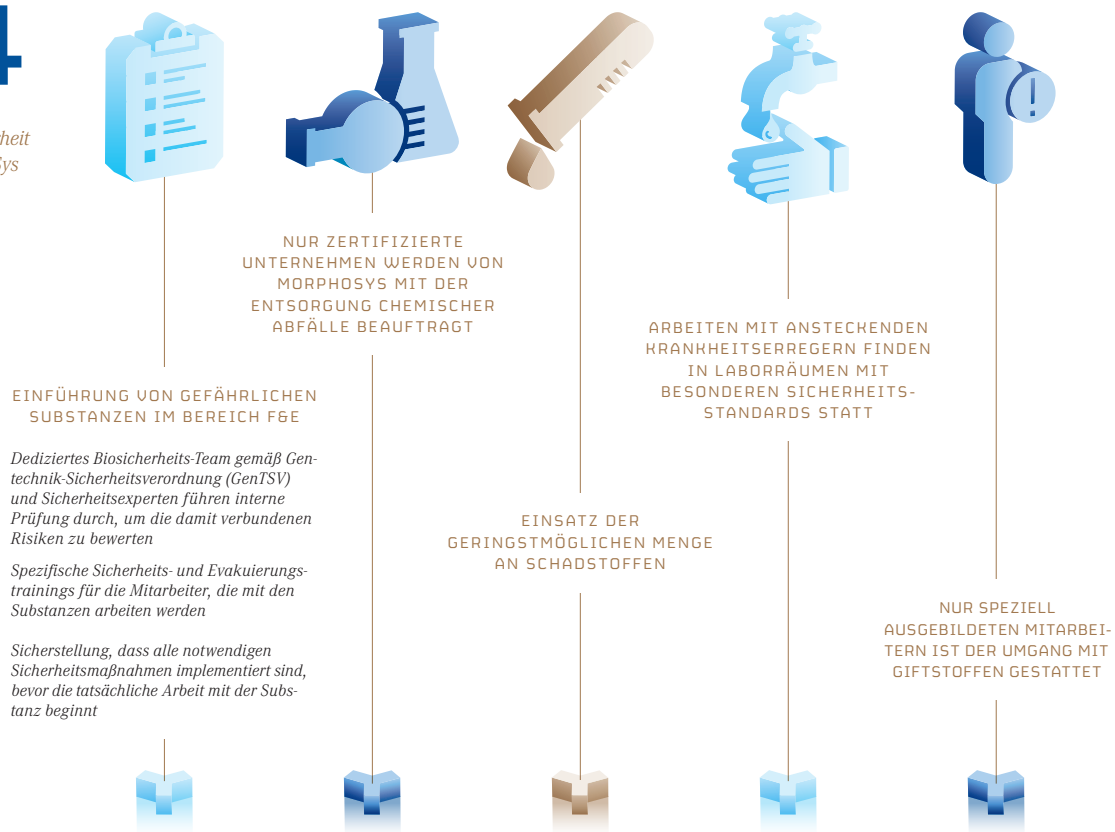 4
NUR ZERTIFIZIERTE
UNTERNEHMEN WERDEN VON
MORPHOSYS MIT DER
ENTSORGUNG CHEMISCHER
ABFÄLLE BEAUFTRAGT
ARBEITEN MIT ANSTECKENDEN
KRANKHEITSERREGERN FINDEN
IN LABORRÄUMEN MIT
BESONDEREN SICHERHEITS-
STANDARDS STATT
EINFÜHRUNG VON GEFÄHRLICHEN
SUBSTANZEN IM BEREICH F&E
Dediziertes Biosicherheits-Team gemäß Gen-
technik-Sicherheitsverordnung (GenTSV)
und Sicherheitsexperten führen interne
Prüfung durch, um die damit verbundenen
Risiken zu bewerten
Spezifische Sicherheits- und Evakuierungs-
trainings für die Mitarbeiter, die mit den
Substanzen arbeiten werden
Sicherstellung, dass alle notwendigen
Sicherheitsmaßnahmen implementiert sind,
bevor die tatsächliche Arbeit mit der Subs-
tanz beginnt
EINSATZ DER
GERINGSTMÖGLICHEN MENGE
AN SCHADSTOFFEN
NUR SPEZIELL
AUSGEBILDETEN MITARBEI-
TERN IST DER UMGANG MIT
GIFTSTOFFEN GESTATTET